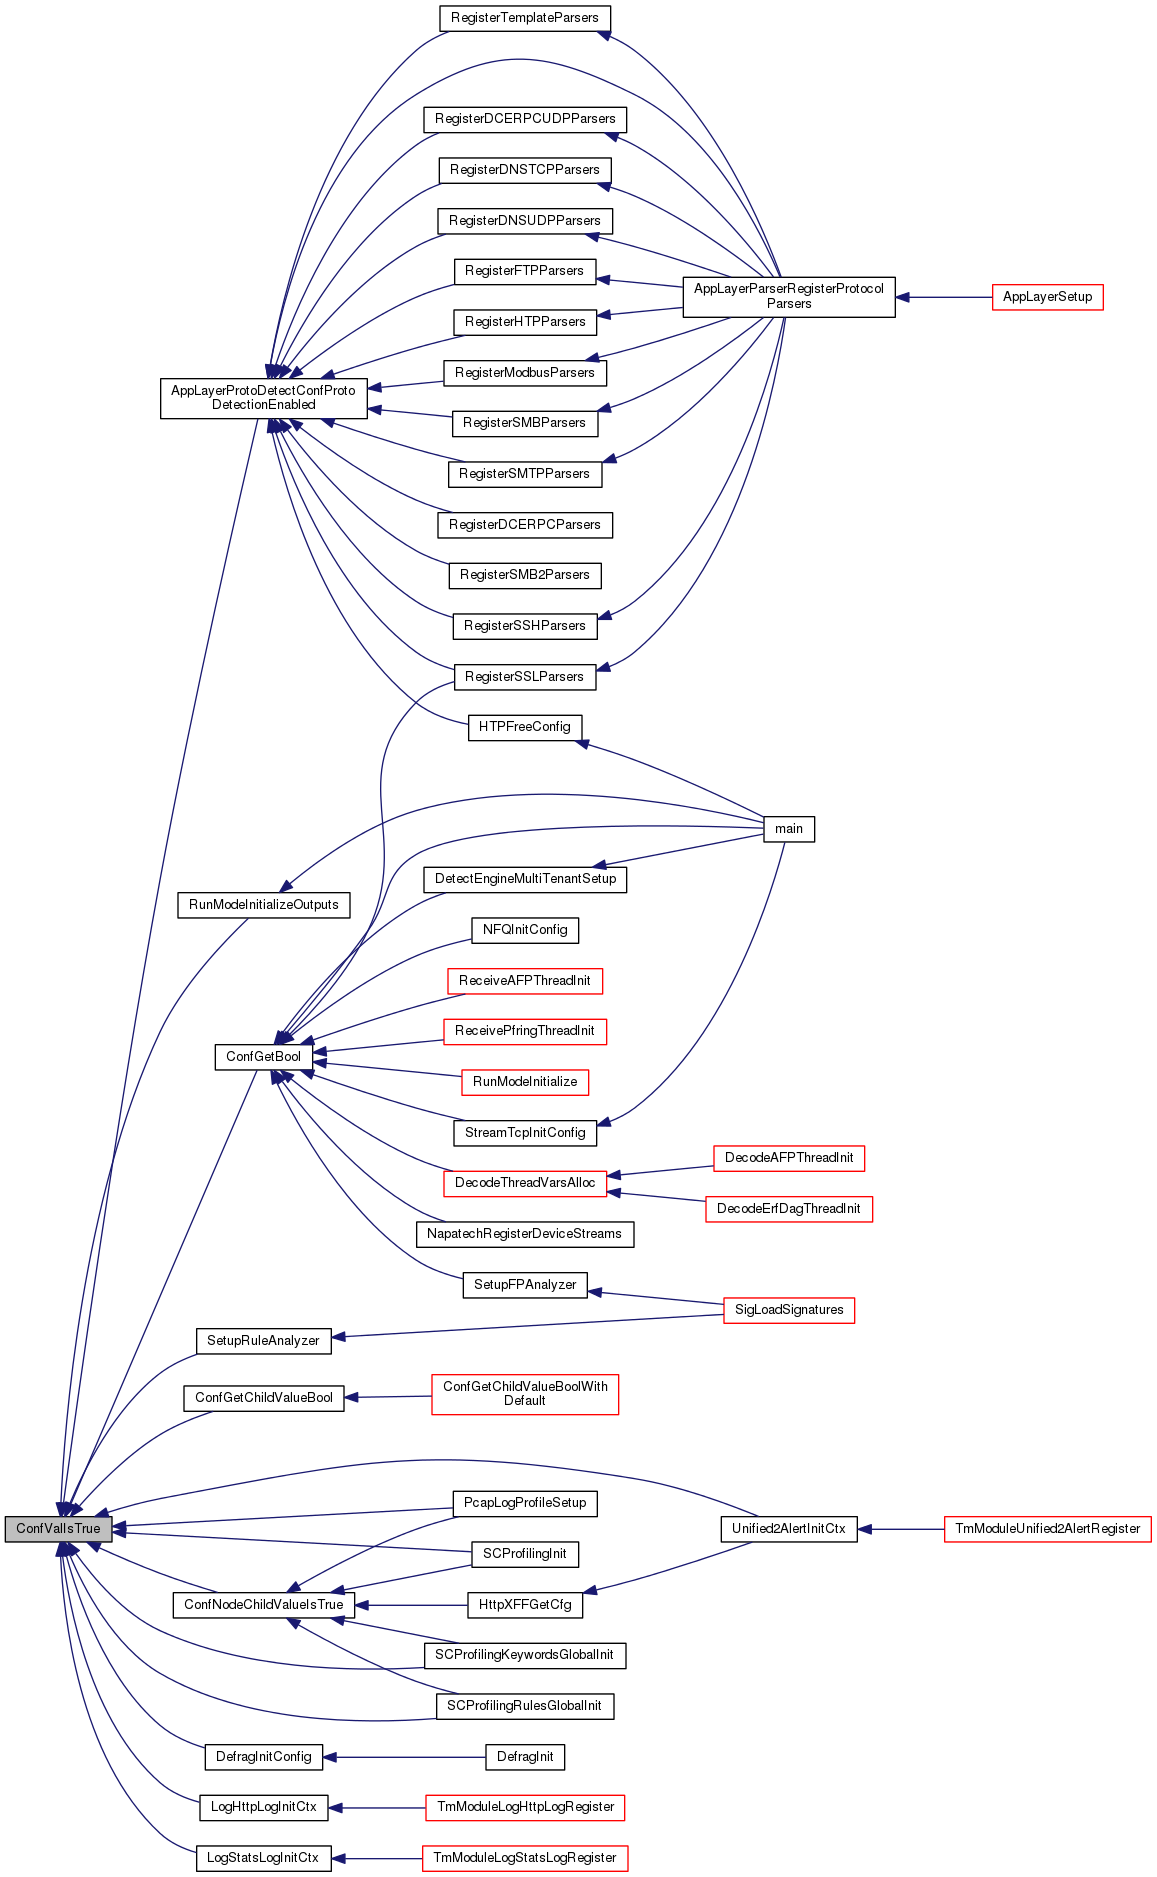 RegisterTemplateParsers
RegisterDCERPCUDPParsers
RegisterDNSTCPParsers
RegisterDNSUDPParsers
RegisterFTPParsers
AppLayerParserRegisterProtocol
Parsers
AppLayerSetup
RegisterHTPParsers
RegisterModbusParsers
AppLayerProtoDetectConfProto
DetectionEnabled
RegisterSMBParsers
RegisterSMTPParsers
RegisterDCERPCParsers
RegisterSMB2Parsers
RegisterSSHParsers
RegisterSSLParsers
HTPFreeConfig
main
DetectEngineMultiTenantSetup
RunModeInitializeOutputs
NFQInitConfig
ReceiveAFPThreadInit
ReceivePfringThreadInit
ConfGetBool
RunModeInitialize
StreamTcpInitConfig
DecodeAFPThreadInit
DecodeThreadVarsAlloc
DecodeErfDagThreadInit
NapatechRegisterDeviceStreams
SetupFPAnalyzer
SigLoadSignatures
SetupRuleAnalyzer
ConfGetChildValueBool
ConfGetChildValueBoolWith
Default
PcapLogProfileSetup
ConfValIsTrue
Unified2AlertInitCtx
TmModuleUnified2AlertRegister
SCProfilingInit
ConfNodeChildValueIsTrue
HttpXFFGetCfg
SCProfilingKeywordsGlobalInit
SCProfilingRulesGlobalInit
DefragInitConfig
DefragInit
LogHttpLogInitCtx
TmModuleLogHttpLogRegister
LogStatsLogInitCtx
TmModuleLogStatsLogRegister